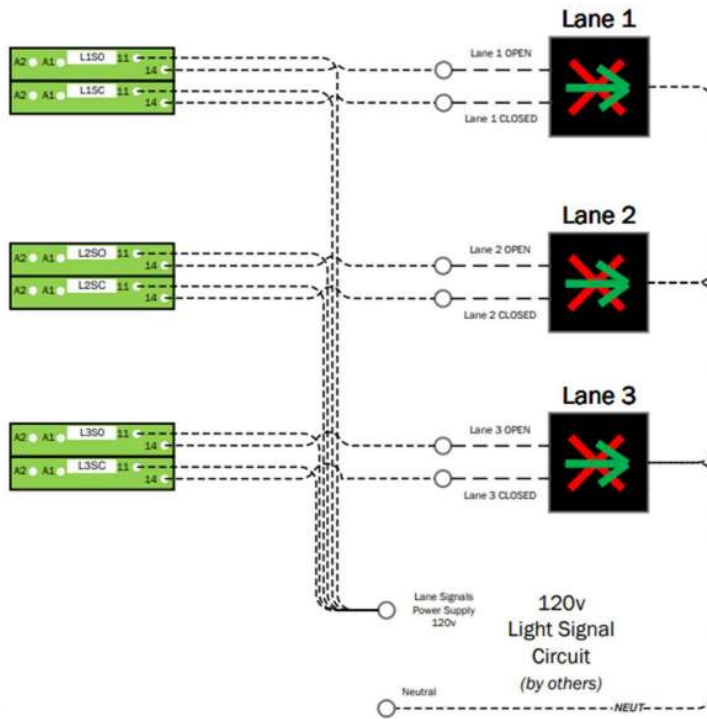 Lane 1
A2 A1 L1SO 11
14
Lane 1 OPEN
A2 A1 L1SC 11
14
Lane 1 CLOSED
Lane 2
A2 A1 L2SO 11
14
Lane 2 OPEN
A2 A1 L2SC 11
14
Lane 2 CLOSED
Lane 3
A2 A1 L3SO 11
14
Lane 3 OPEN
A2 A1 L3SC 11
14
Lane 3 CLOSED
Lane Signals
Power Supply
120v
120v
Light Signal
Circuit
(by others)
Neutral
NEUT